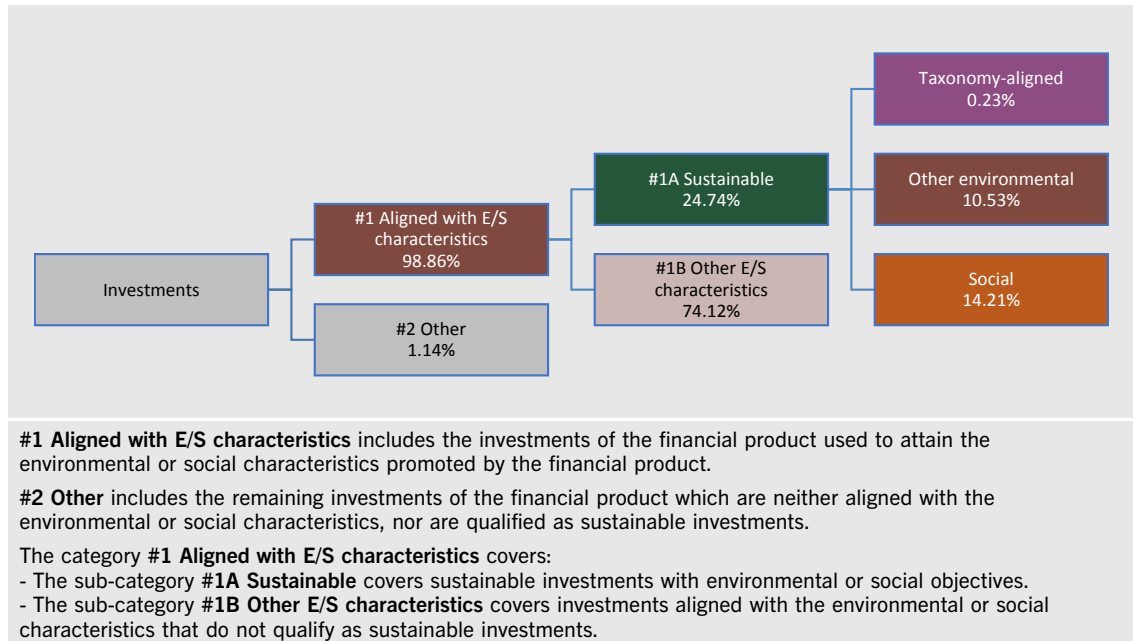 Investments
#1 Aligned with E/S
characteristics
98.86%
#2 Other
1.14%
#1A Sustainable
24.74%
#1B Other E/S
characteristics
74.12%
Taxonomy-aligned
0.23%
Other environmental
10.53%
Social
14.21%
#1 Aligned with E/S characteristics includes the investments of the financial product used to attain the
environmental or social characteristics promoted by the financial product.
#2 Other includes the remaining investments of the financial product which are neither aligned with the
environmental or social characteristics, nor are qualified as sustainable investments.
The category #1 Aligned with E/S characteristics covers:
- The sub-category #1A Sustainable covers sustainable investments with environmental or social objectives.
- The sub-category #1B Other E/S characteristics covers investments aligned with the environmental or social
characteristics that do not qualify as sustainable investments.